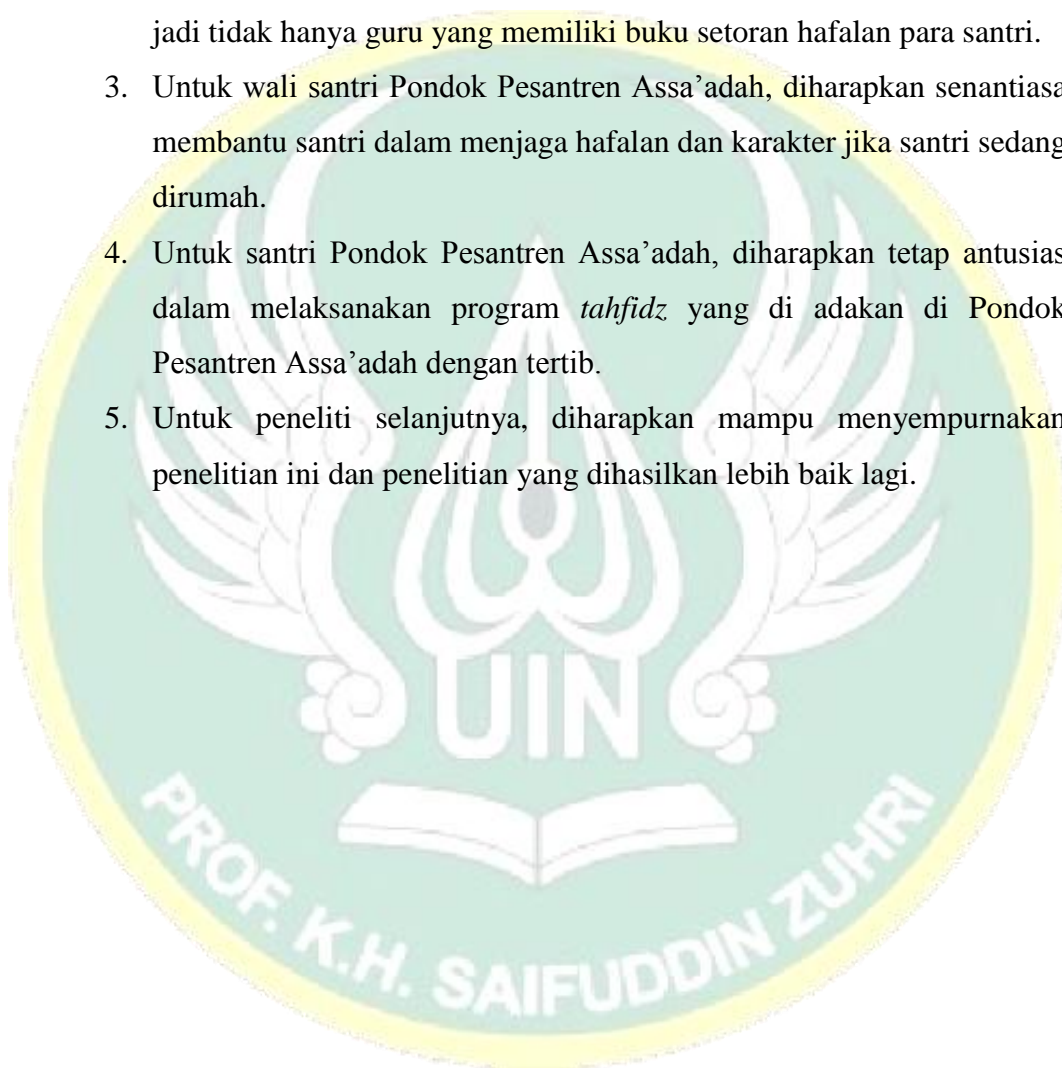 jadi tidak hanya guru yang memiliki buku setoran hafalan para santri.
3. Untuk wali santri Pondok Pesantren Assa’adah, diharapkan senantiasa
membantu santri dalam menjaga hafalan dan karakter jika santri sedang
dirumah.
4. Untuk santri Pondok Pesantren Assa’adah, diharapkan tetap antusias
dalam melaksanakan program tahfidz yang di adakan di Pondok
Pesantren Assa’adah dengan tertib.
5. Untuk peneliti selanjutnya, diharapkan mampu menyempurnakan
penelitian ini dan penelitian yang dihasilkan lebih baik lagi.
UIN
PROF. K.H. SAIFUDDIN ZUHRI